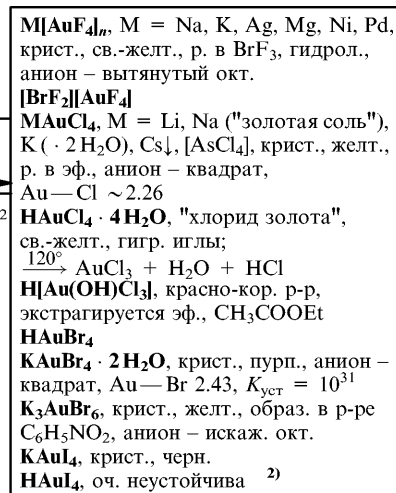 M[AuF₄]ₙ, M = Na, K, Ag, Mg, Ni, Pd,
крист., св.-желт., р. в BrF₃, гидрол.,
анион – вытянутый окт.
[BrF₂][AuF₄]
MAuCl₄, M = Li, Na ("золотая соль"),
K ( · 2 H₂O), Cs↓, [AsCl₄], крист., желт.,
р. в эф., анион – квадрат,
Au — Cl ~2.26
2
HAuCl₄ · 4 H₂O, "хлорид золота",
св.-желт., гигр. иглы;
120° → AuCl₃ + H₂O + HCl
H[Au(OH)Cl₃], красно-кор. р-р,
экстрагируется эф., CH₃COOEt
HAuBr₄
KAuBr₄ · 2 H₂O, крист., пурп., анион –
квадрат, Au — Br 2.43, Kуст = 10³¹
K₃AuBr₆, крист., желт., образ. в р-ре
C₆H₅NO₂, анион – искаж. окт.
KAuI₄, крист., черн.
HAuI₄, оч. неустойчива 2)